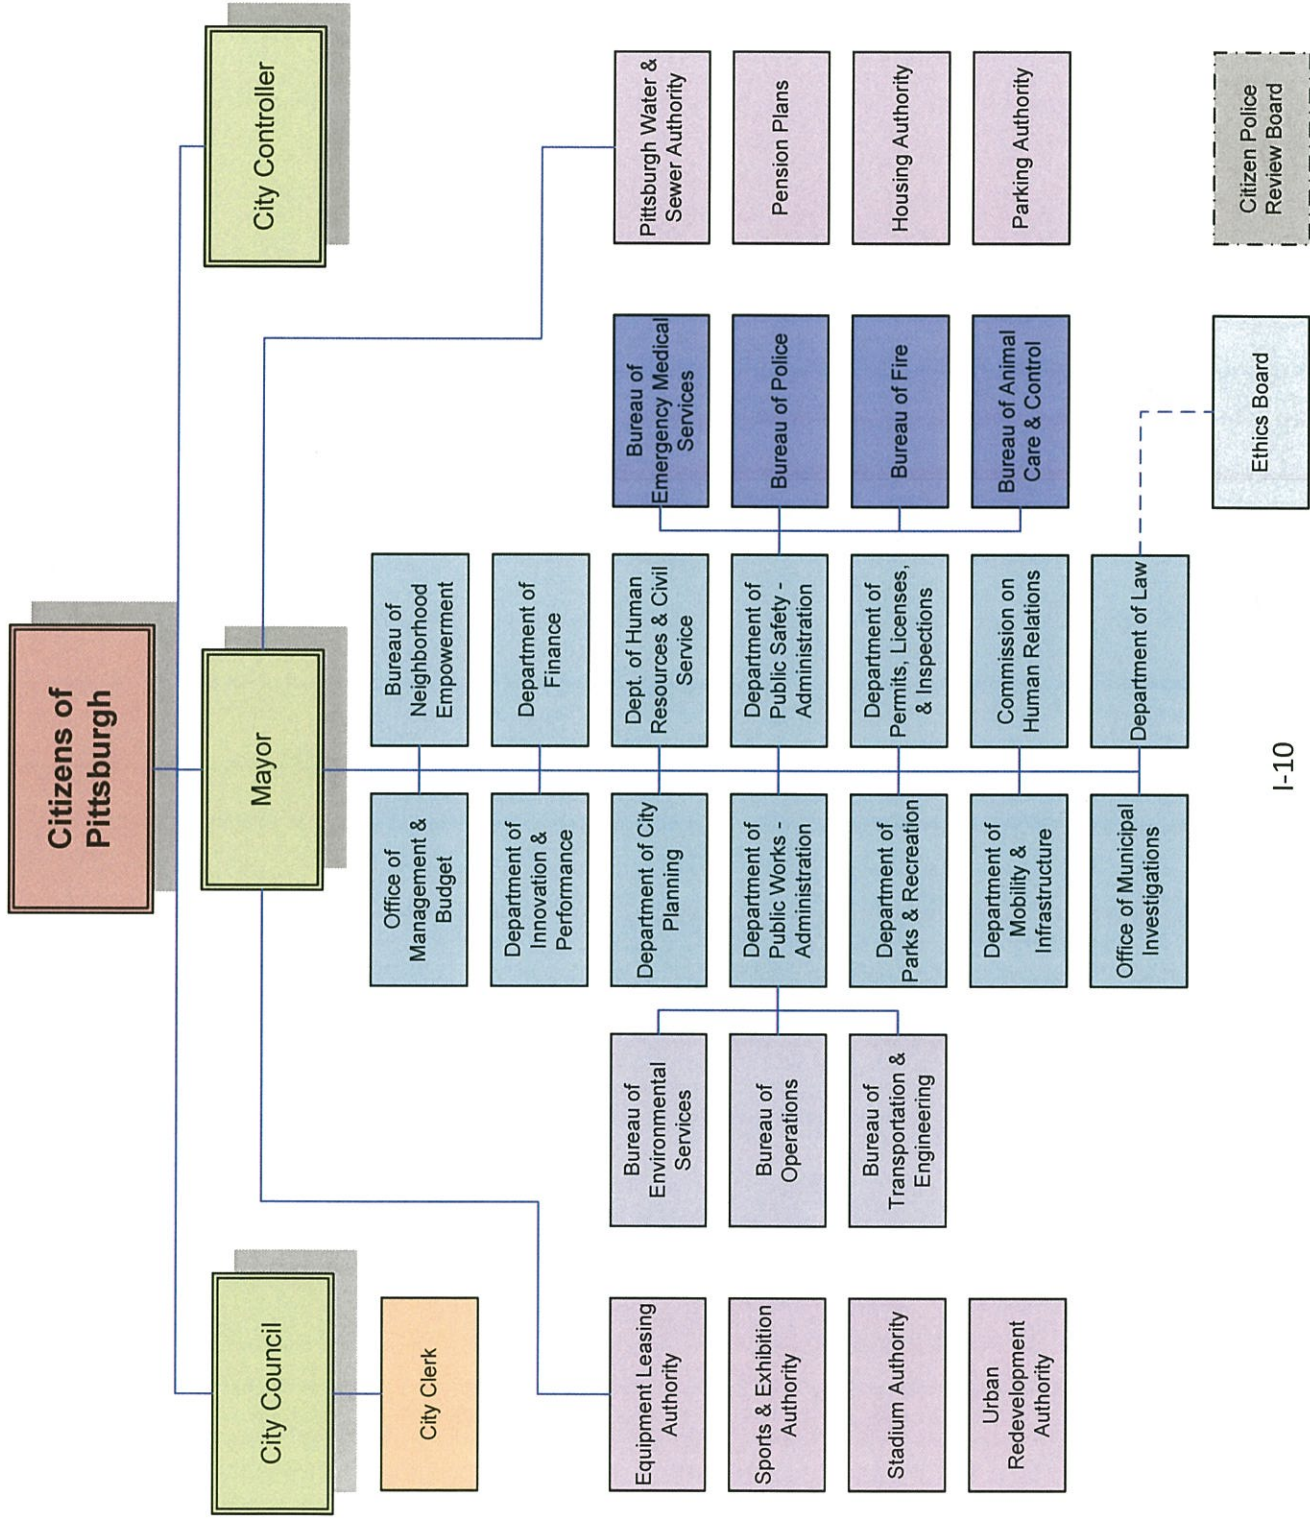 Citizens of
Pittsburgh
City Council
Mayor
City Controller
City Clerk
Office of
Management &
Budget
Bureau of
Neighborhood
Empowerment
Department of
Innovation &
Performance
Department of
Finance
Equipment Leasing
Authority
Bureau of
Environmental
Services
Department of City
Planning
Dept. of Human
Resources & Civil
Service
Bureau of
Emergency Medical
Services
Pittsburgh Water &
Sewer Authority
Sports & Exhibition
Authority
Bureau of
Operations
Department of
Public Works -
Administration
Department of
Public Safety -
Administration
Bureau of Police
Pension Plans
Stadium Authority
Bureau of
Transportation &
Engineering
Department of
Parks & Recreation
Department of
Permits, Licenses,
& Inspections
Bureau of Fire
Housing Authority
Urban
Redevelopment
Authority
Department of
Mobility &
Infrastructure
Commission on
Human Relations
Bureau of Animal
Care & Control
Parking Authority
Office of Municipal
Investigations
Department of Law
Ethics Board
Citizen Police
Review Board
I-10